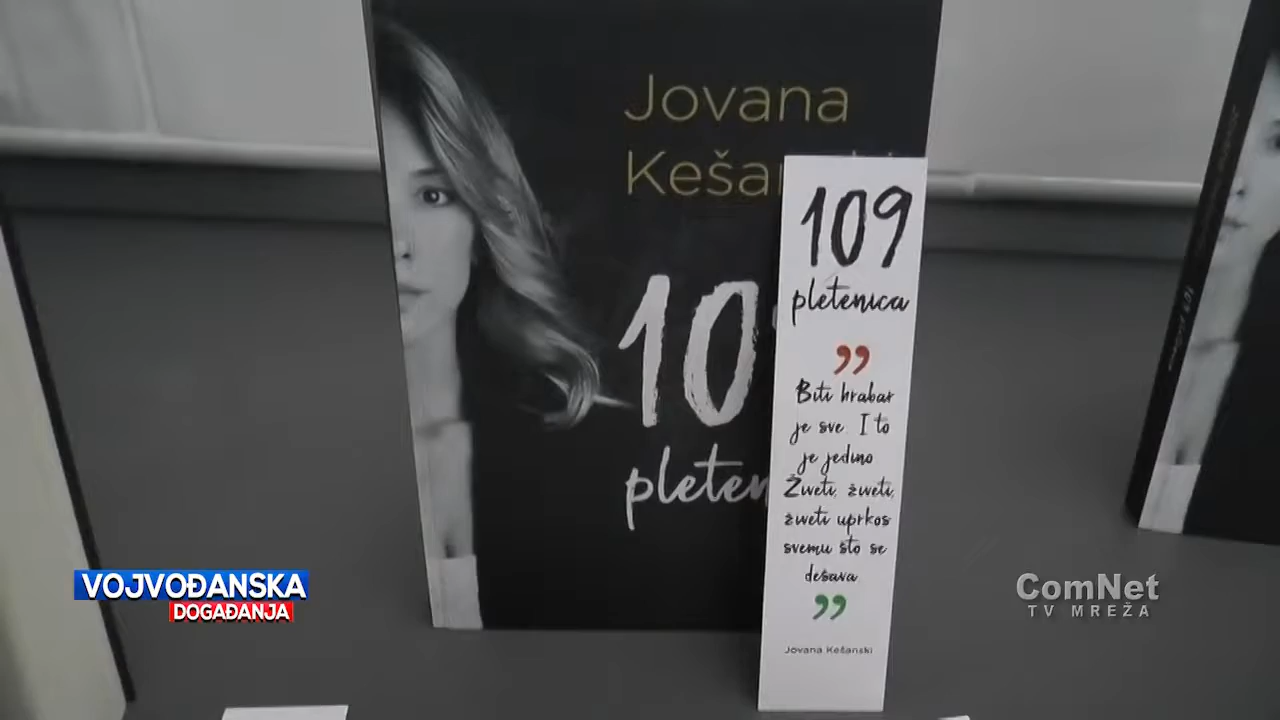 Jovana
Kešan
10
pleten
109
pletenica
”
Biti hrabar
je sve. I to
je jedino
Živeti, živeti,
živeti uprkos
svemu što se
dešava
”
Jovana Kešanski
VOJVOĐANSKA
DOGAĐANJA
ComNet
TV MREŽA